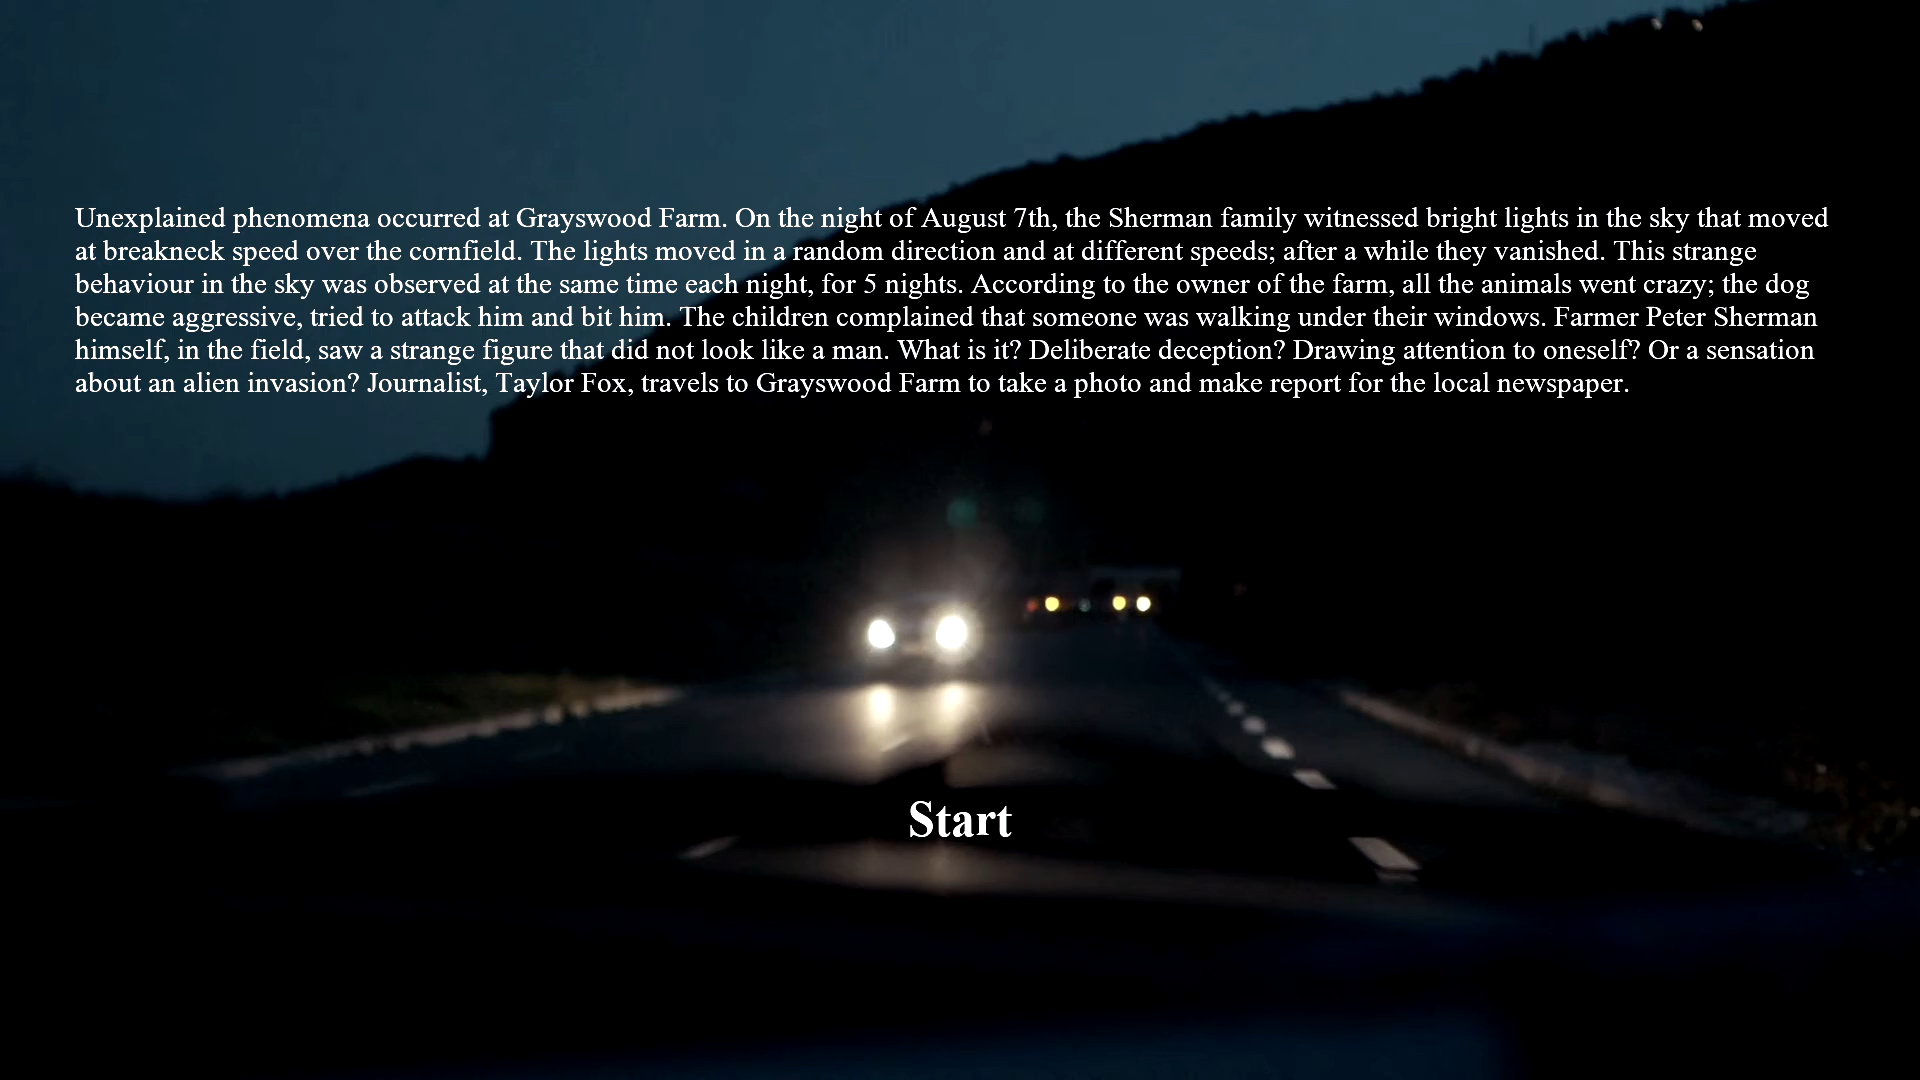 Unexplained phenomena occurred at Grayswood Farm. On the night of August 7th, the Sherman family witnessed bright lights in the sky that moved
at breakneck speed over the cornfield. The lights moved in a random direction and at different speeds; after a while they vanished. This strange
behaviour in the sky was observed at the same time each night, for 5 nights. According to the owner of the farm, all the animals went crazy; the dog
became aggressive, tried to attack him and bit him. The children complained that someone was walking under their windows. Farmer Peter Sherman
himself, in the field, saw a strange figure that did not look like a man. What is it? Deliberate deception? Drawing attention to oneself? Or a sensation
about an alien invasion? Journalist, Taylor Fox, travels to Grayswood Farm to take a photo and make report for the local newspaper.
Start